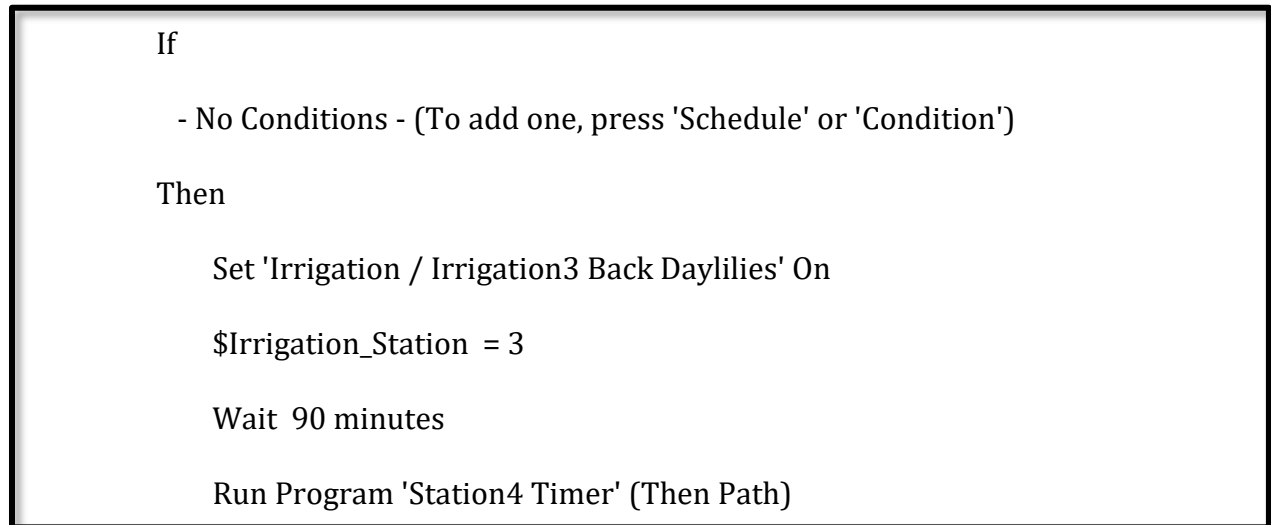 If
- No Conditions - (To add one, press 'Schedule' or 'Condition')
Then
Set 'Irrigation / Irrigation3 Back Daylilies' On
$Irrigation_Station  = 3
Wait  90 minutes
Run Program 'Station4 Timer' (Then Path)